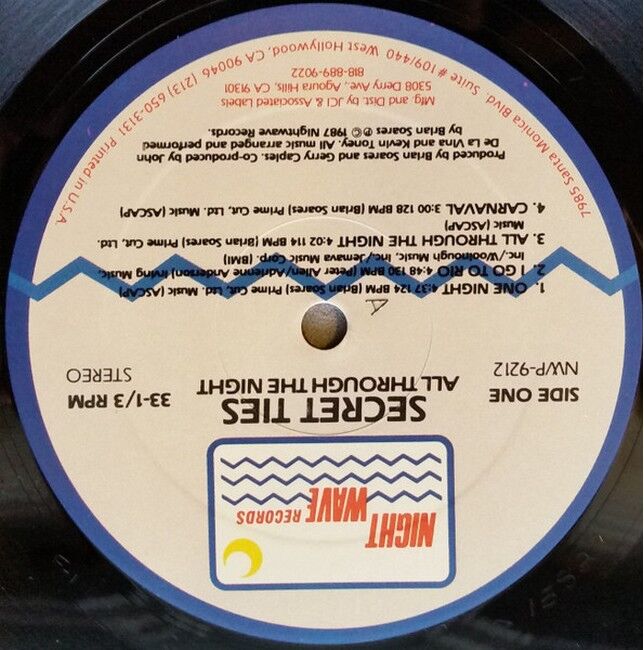 NIGHT
WAVE RECORDS
SECRET TIES
ALL THROUGH THE NIGHT
SIDE ONE
NWP-9212
33-1/3 RPM
STEREO
1. ONE NIGHT 4:37 124 BPM (Brian Soares) Prime Cut, Ltd. Music (ASCAP)
2. I GO TO RIO 4:48 130 BPM (Peter Allen/Adrienne Anderson) Irving Music,
Inc./Woolnough Music, Inc./Jemava Music Corp. (BMI)
3. ALL THROUGH THE NIGHT 4:02 114 BPM (Brian Soares) Prime Cut, Ltd.
Music (ASCAP)
4. CARNAVAL 3:00 128 BPM (Brian Soares) Prime Cut, Ltd. Music (ASCAP)
Produced by Brian Soares and Gerry Caples. Co-produced by John
De La Vina and Kevin Toney. All music arranged and performed
by Brian Soares ℗ © 1987 Nightwave Records.
Mfg. and Dist. by JCI & Associated Labels
5308 Derry Ave., Agoura Hills, CA 91301
818-889-9022
7985 Santa Monica Blvd. Suite #109/440 West Hollywood, CA 90046 (213) 650-3131 Printed in U.S.A
A